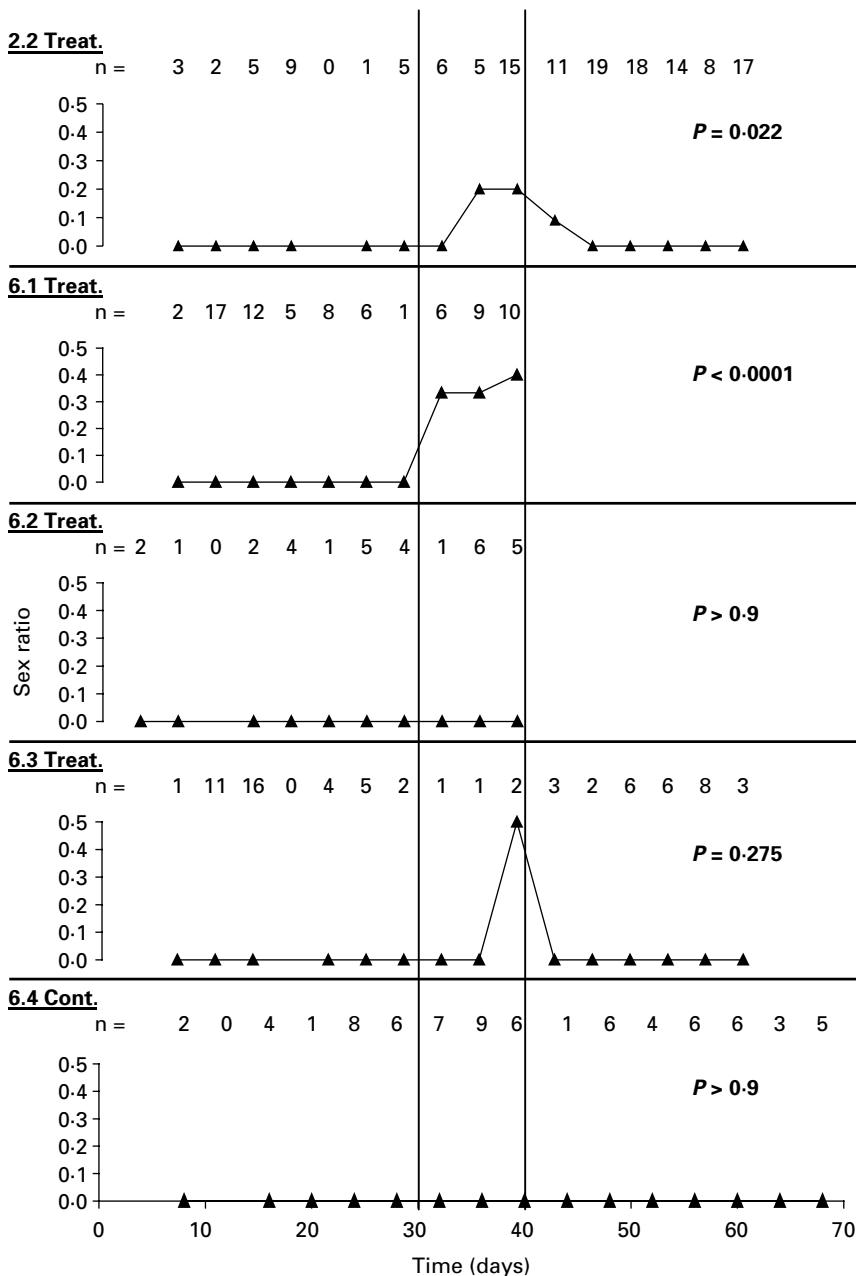 2.2 Treat.
n = 3 2 5 9 0 1 5 6 5 15 11 19 18 14 8 17
0·5
0·4
P = 0·022
0·3
0·2
0·1
0·0
6.1 Treat.
n = 2 17 12 5 8 6 1 6 9 10
0·5
0·4
P < 0·0001
0·3
0·2
0·1
0·0
6.2 Treat.
n = 2 1 0 2 4 1 5 4 1 6 5
0·5
0·4
P > 0·9
0·3
0·2
0·1
0·0
Sex ratio
6.3 Treat.
n = 1 11 16 0 4 5 2 1 1 2 3 2 6 6 8 3
0·5
0·4
P = 0·275
0·3
0·2
0·1
0·0
6.4 Cont.
n = 2 0 4 1 8 6 7 9 6 1 6 4 6 6 3 5
0·5
0·4
P > 0·9
0·3
0·2
0·1
0·0
0 10 20 30 40 50 60 70
Time (days)